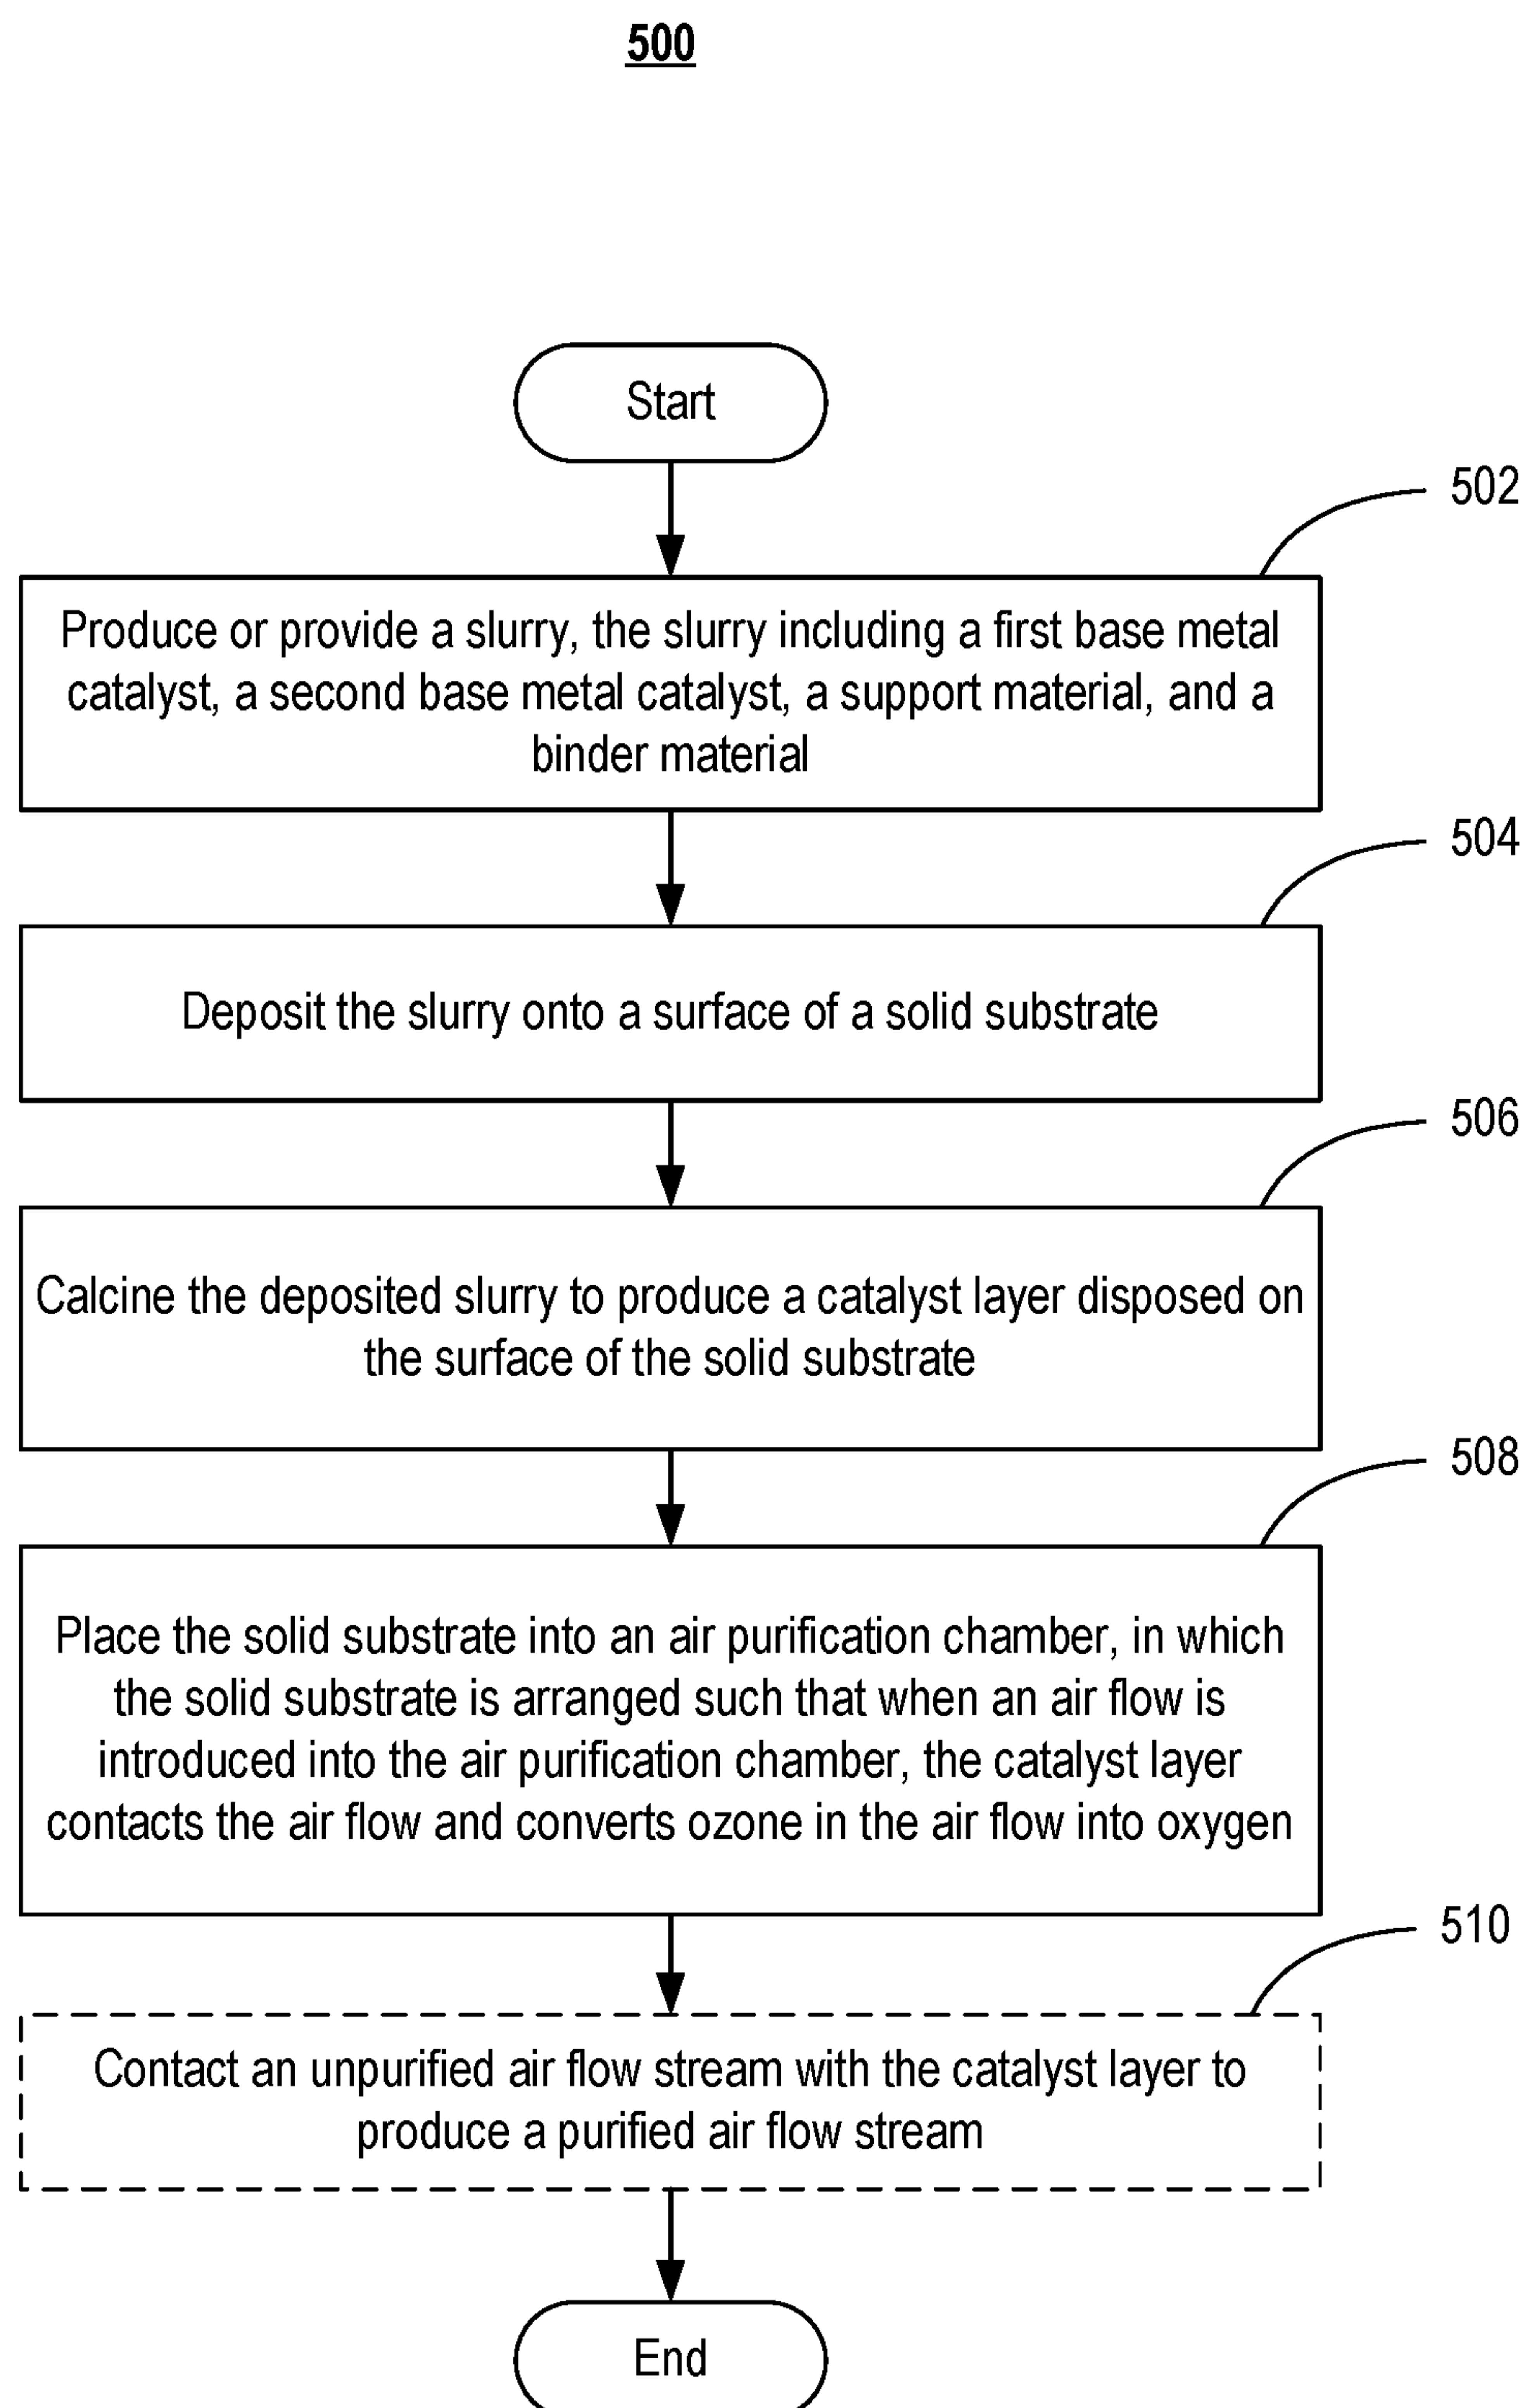 500
Start
502
Produce or provide a slurry, the slurry including a first base metal
catalyst, a second base metal catalyst, a support material, and a
binder material
504
Deposit the slurry onto a surface of a solid substrate
506
Calcine the deposited slurry to produce a catalyst layer disposed on
the surface of the solid substrate
508
Place the solid substrate into an air purification chamber, in which
the solid substrate is arranged such that when an air flow is
introduced into the air purification chamber, the catalyst layer
contacts the air flow and converts ozone in the air flow into oxygen
510
Contact an unpurified air flow stream with the catalyst layer to
produce a purified air flow stream
End